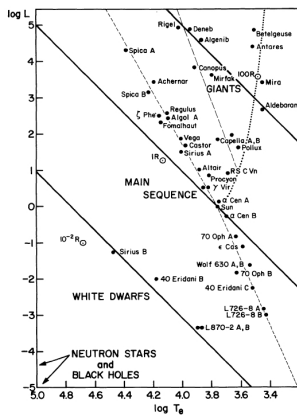 log L
5
4
3
2
1
0
-1
-2
-3
-4
-5
Rigel
Deneb
Betelgeuse
Algenib
Antares
Spica A
Canopus
100R
Achernar
Mirfak
Mira
GIANTS
Spica B
Aldebaran
ζ Phe
Regulus
Algol A
Fomalhaut
Vega
Capella A, B
Castor
Pollux
1R
Sirius A
Altair
RS C Vn
Procyon
MAIN
SEQUENCE
γ Vir
α Cen A
Sun
α Cen B
70 Oph A
10⁻² R
ε Cas
Sirius B
Wolf 630 A, B
70 Oph B
40 Eridani B
40 Eridani C
WHITE DWARFS
L726-8 A
L726-8 B
L870-2 A, B
NEUTRON STARS
and
BLACK HOLES
5.0
4.8
4.6
4.4
4.2
4.0
3.8
3.6
3.4
log Tₑ